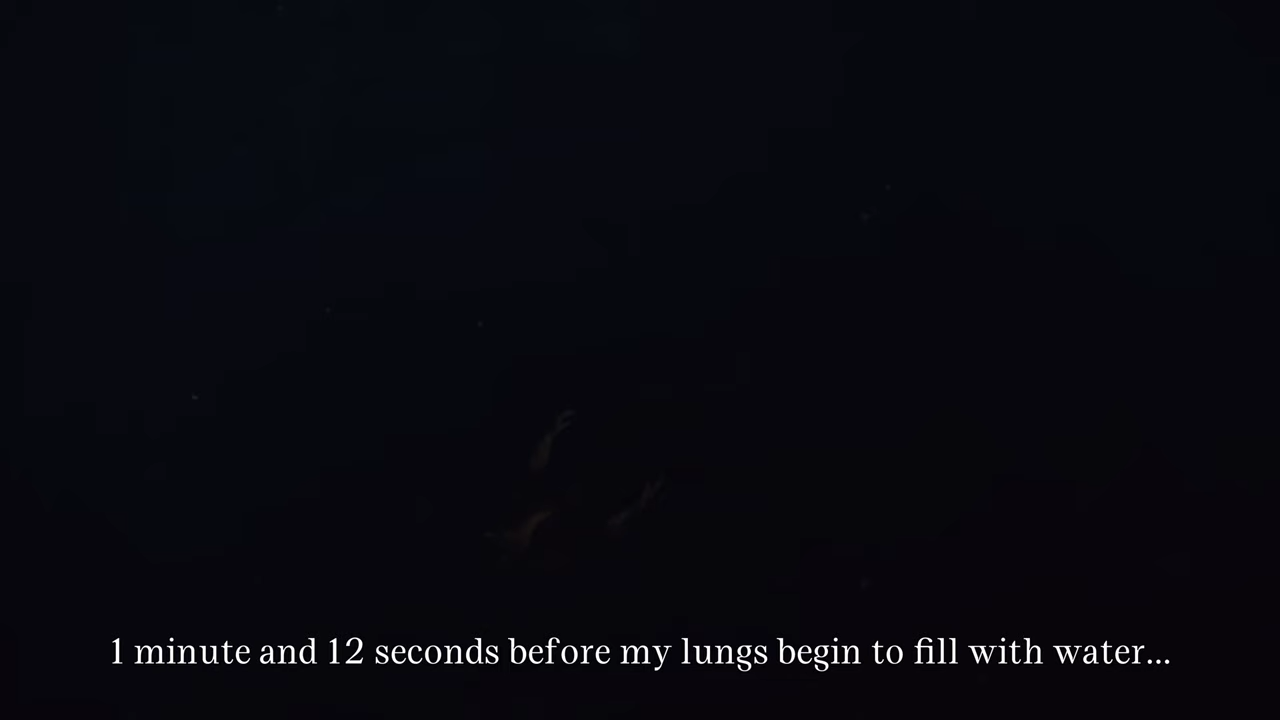 1 minute and 12 seconds before my lungs begin to fill with water...